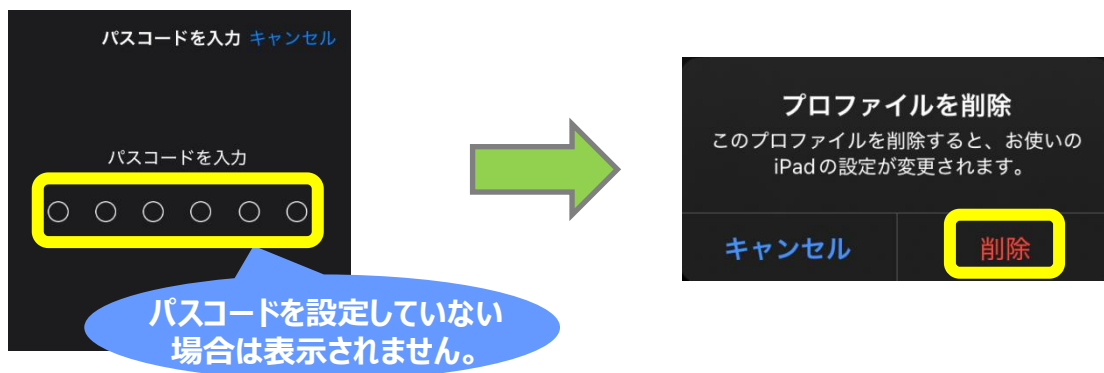 パスコードを入力 キャンセル
パスコードを入力
パスコードを設定していない
場合は表示されません。
プロファイルを削除
このプロファイルを削除すると、お使いの
iPadの設定が変更されます。
キャンセル 削除